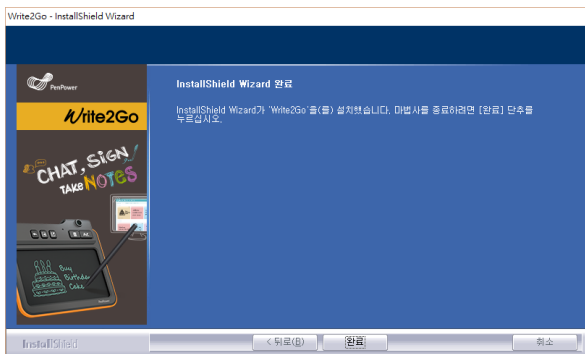 Write2Go - InstallShield Wizard
PenPower
Write2Go
CHAT, SIGN
TAKE NOTES
Buy
Birthday
Cake
InstallShield Wizard 완료
InstallShield Wizard가 'Write2Go'을(를) 설치했습니다. 마법사를 종료하려면 [완료] 단추를
누르십시오.
InstallShield
< 뒤로(B)
완료
취소